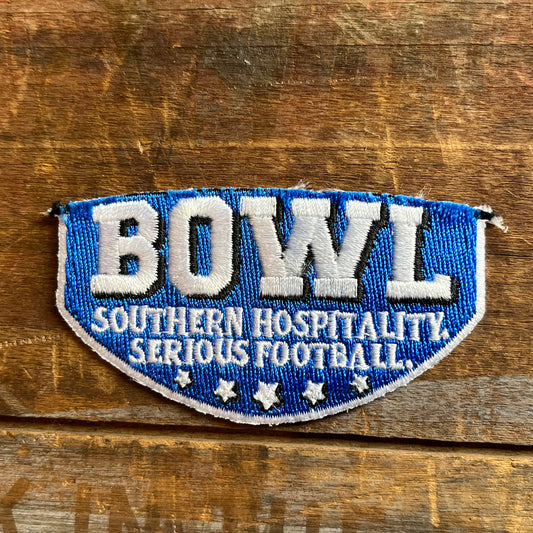 BOWL
SOUTHERN HOSPITALITY.
SERIOUS FOOTBALL.